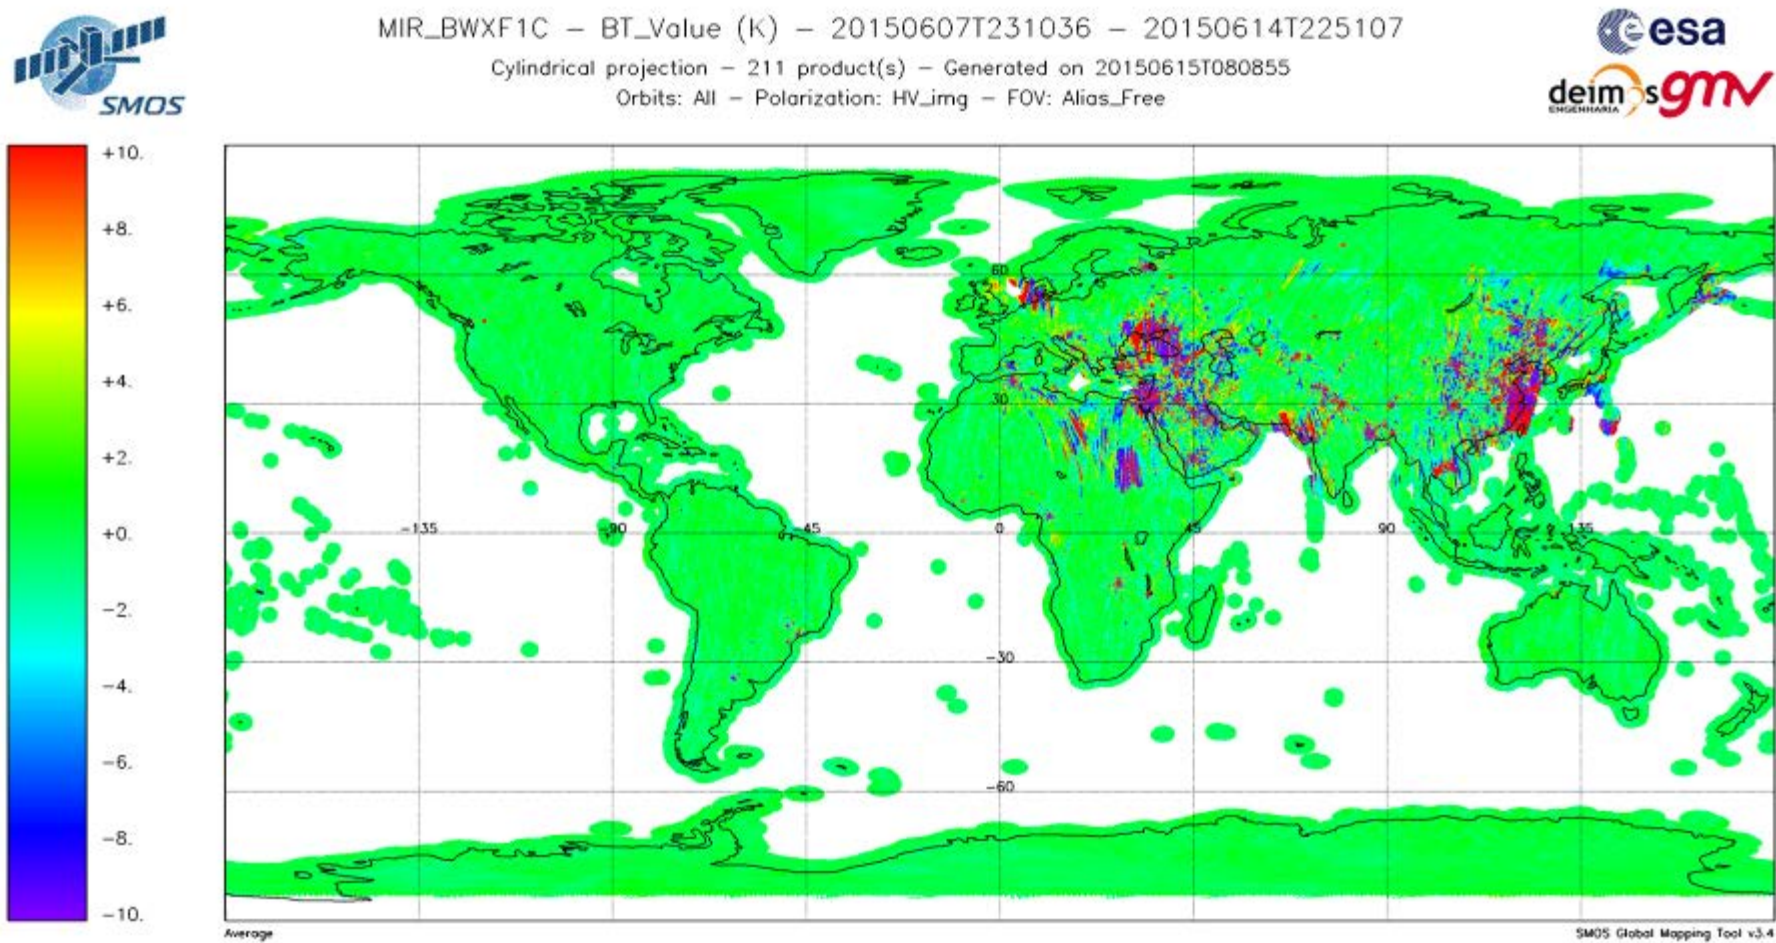 MIR_BWXF1C - BT_Value (K) - 20150607T231036 - 20150614T225107
Cylindrical projection - 211 product(s) - Generated on 20150615T080855
Orbits: All - Polarization: HV_img - FOV: Alias_Free
SMOS
esa
deimos
ENGENHARIA
gmv
+10.
+8.
+6.
+4.
+2.
+0.
-2.
-4.
-6.
-8.
-10.
60
30
-135 -90 -45 0 45 90 135
-30
-60
Average
SMOS Global Mapping Tool v3.4